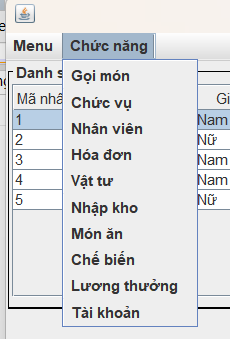 Menu Chức năng
Danh s
Mã nhâ Gi
Gọi món
Chức vụ
Nhân viên
Hóa đơn
Vật tư
Nhập kho
Món ăn
Chế biến
Lương thưởng
Tài khoản
1 Nam
2 Nữ
3 Nam
4 Nam
5 Nữ